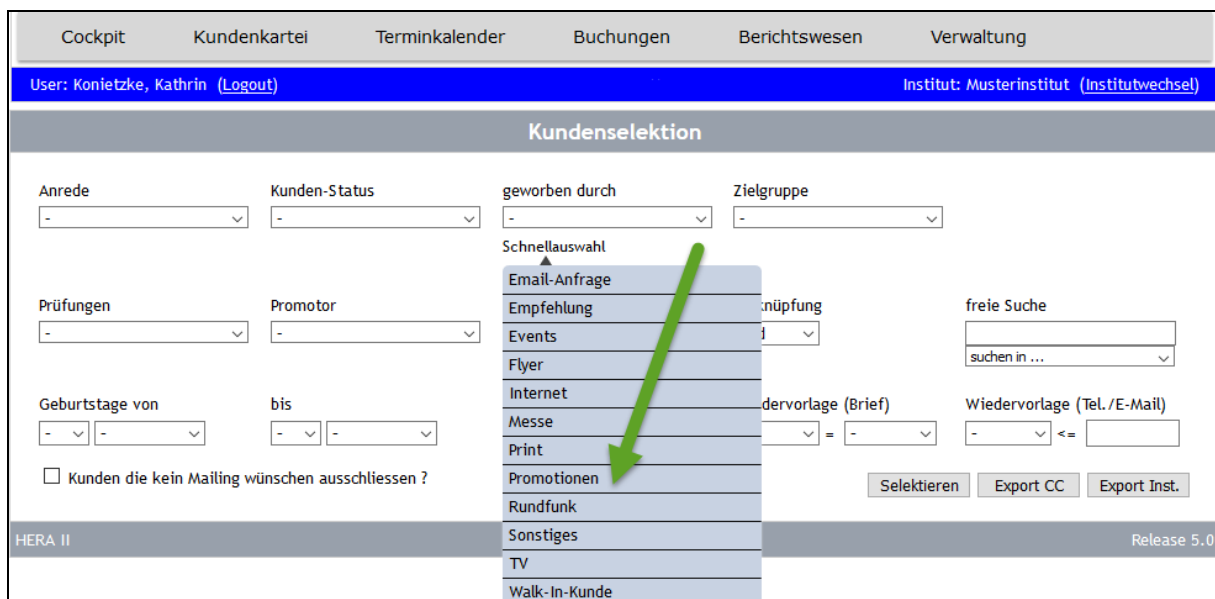 Cockpit Kundenkartei Terminkalender Buchungen Berichtswesen Verwaltung
User: Konietzke, Kathrin (Logout) Institut: Musterinstitut (Institutwechsel)
Kundenselektion
Anrede Kunden-Status geworben durch Zielgruppe
- - - -
Schnellauswahl
Email-Anfrage
Empfehlung
Events
Flyer
Internet
Messe
Print
Promotionen
Rundfunk
Sonstiges
TV
Walk-In-Kunde
Prüfungen Promotor knüpfung freie Suche
- - d
suchen in ...
Geburtstage von bis dervorlage (Brief) Wiedervorlage (Tel./E-Mail)
- - - - = - - <=
Kunden die kein Mailing wünschen ausschliessen ? Selektieren Export CC Export Inst.
HERA II Release 5.0